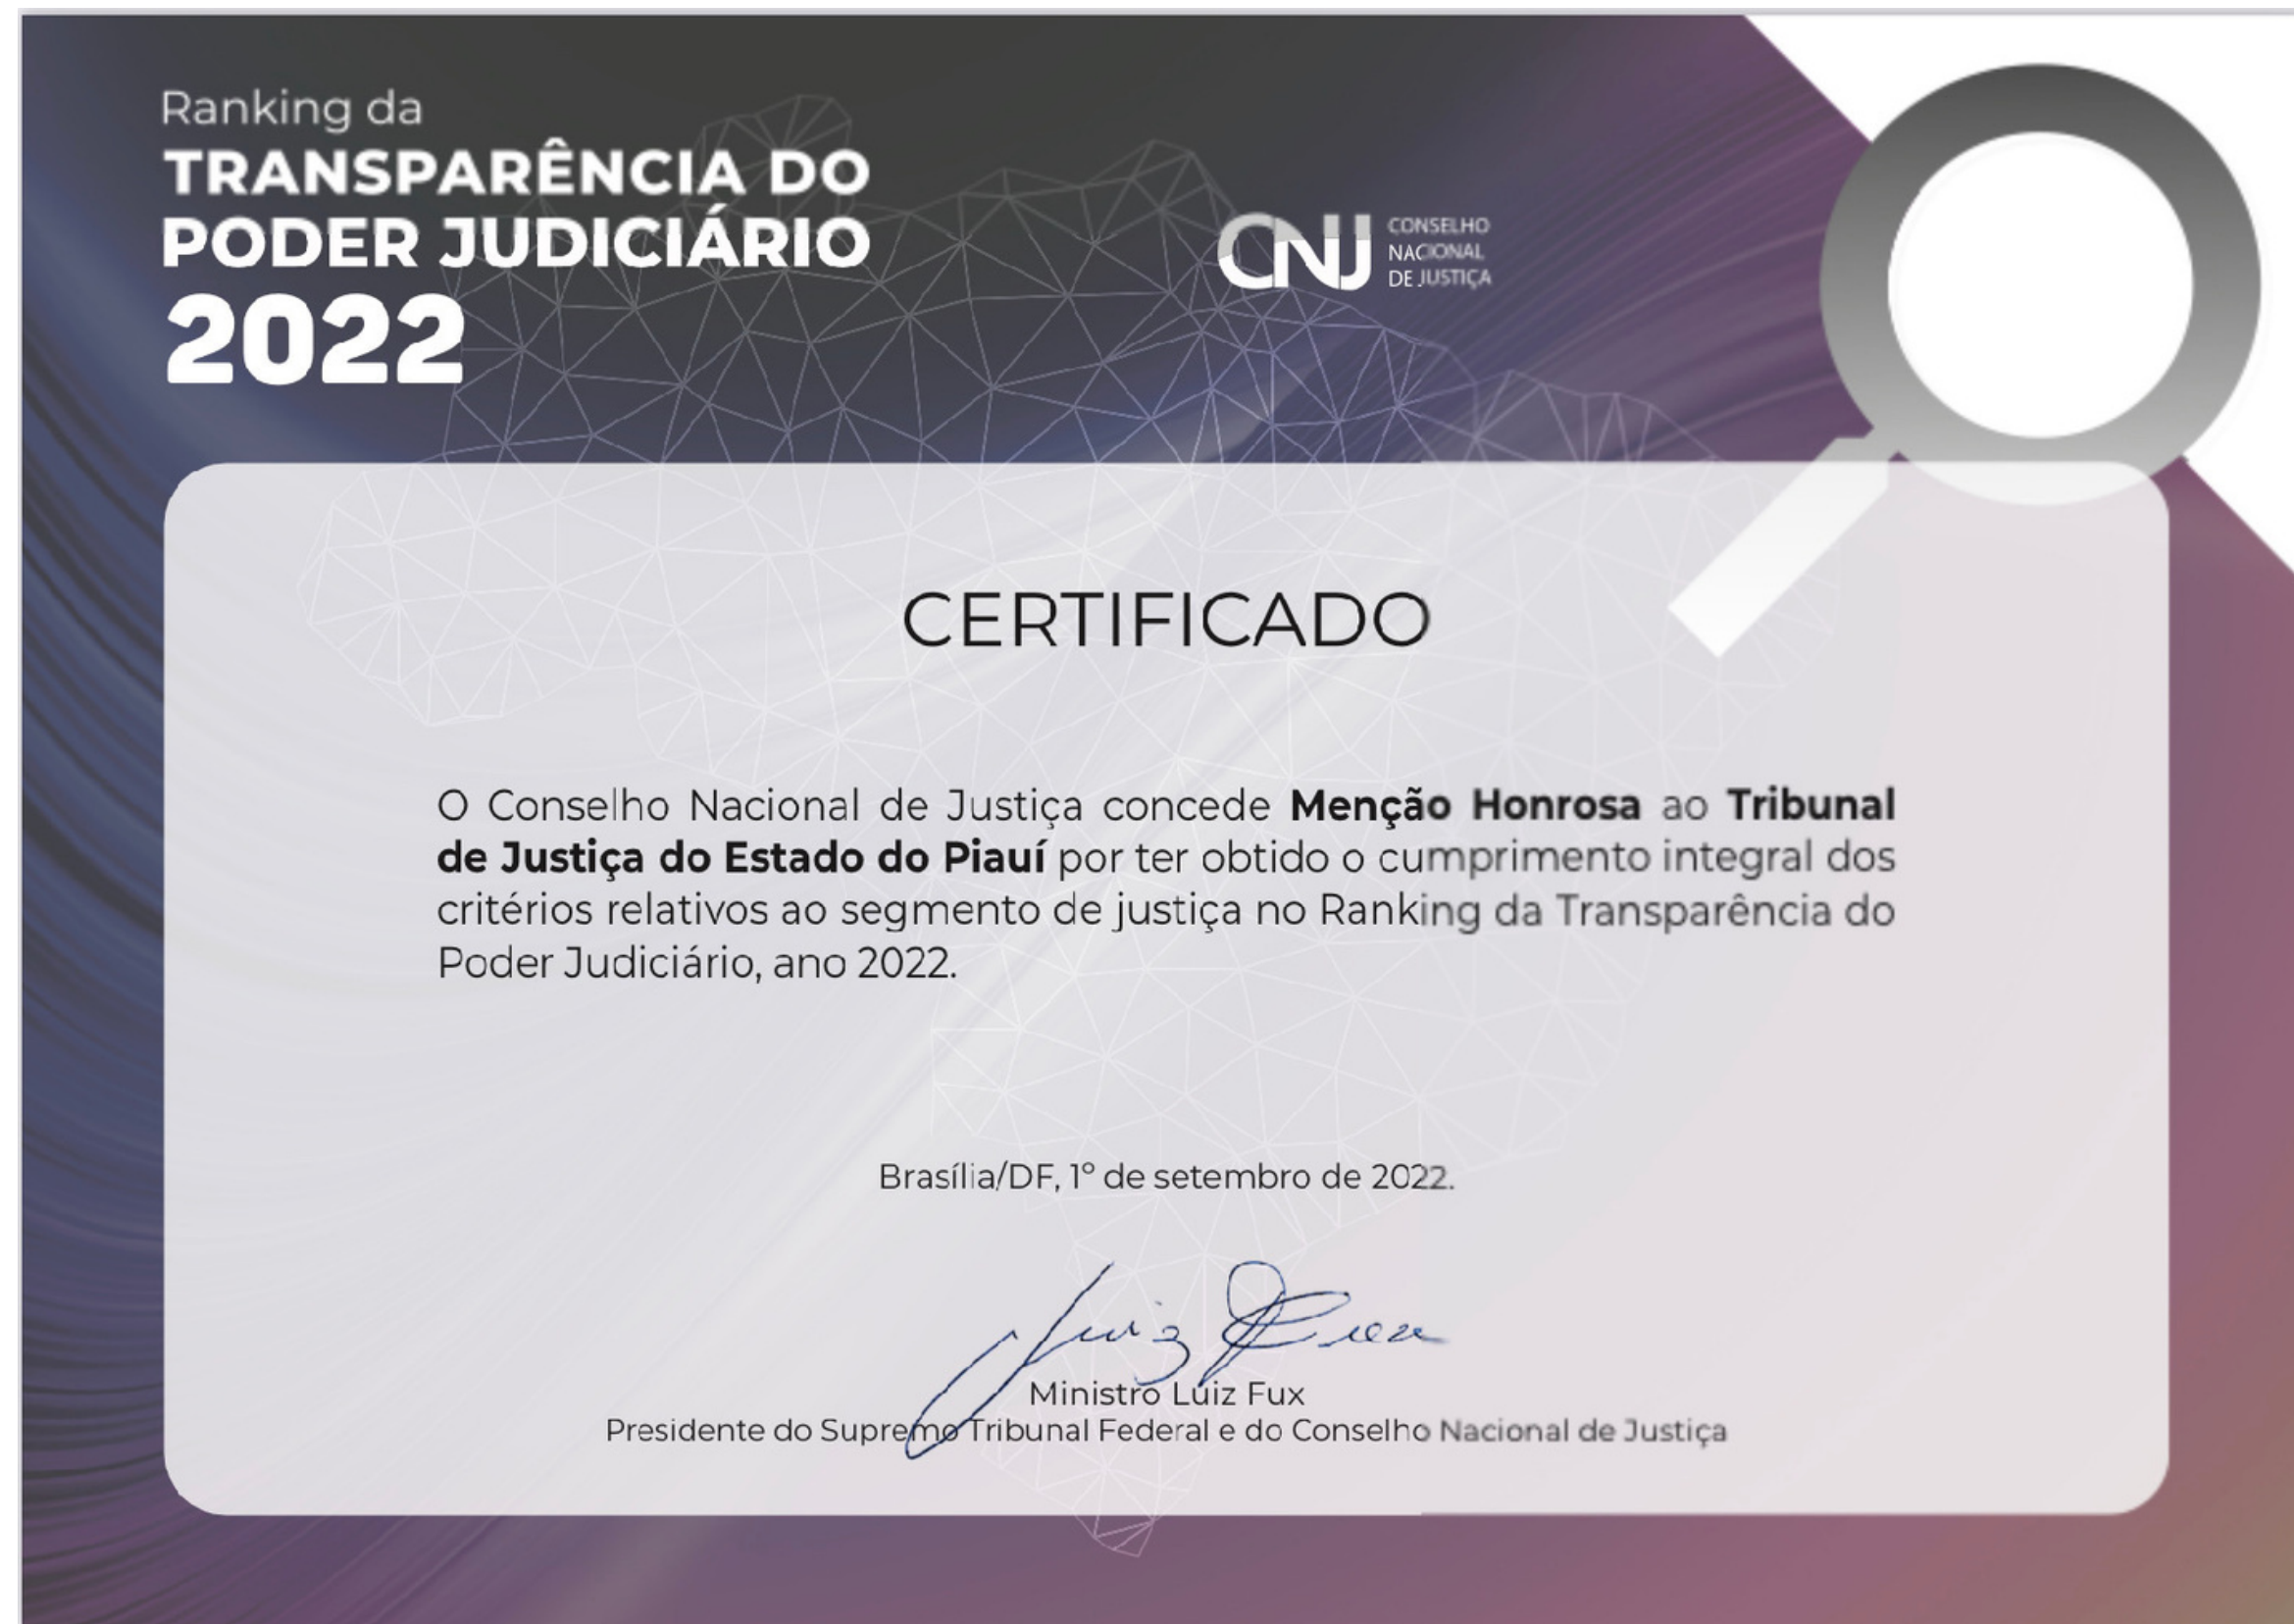 Ranking da
TRANSPARÊNCIA DO
PODER JUDICIÁRIO
2022
CNJ
CONSELHO
NACIONAL
DE JUSTIÇA
CERTIFICADO
O Conselho Nacional de Justiça concede Menção Honrosa ao Tribunal
de Justiça do Estado do Piauí por ter obtido o cumprimento integral dos
critérios relativos ao segmento de justiça no Ranking da Transparência do
Poder Judiciário, ano 2022.
Brasília/DF, 1º de setembro de 2022.
Luiz Fux
Ministro Luiz Fux
Presidente do Supremo Tribunal Federal e do Conselho Nacional de Justiça